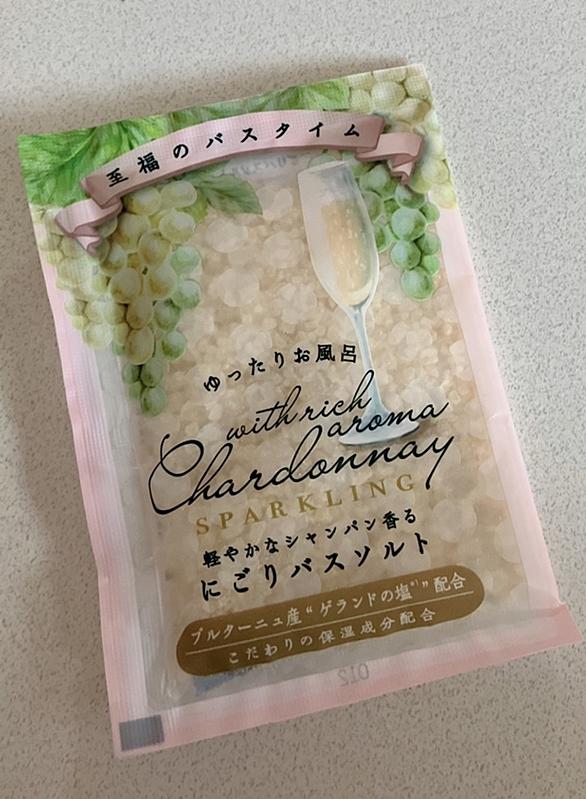 至福のバスタイム
ゆったりお風呂
with rich
aroma
Chardonnay
SPARKLING
軽やかなシャンパン香る
にごりバスソルト
ブルターニュ産“ゲランドの塩*¹”配合
こだわりの保湿成分配合
012